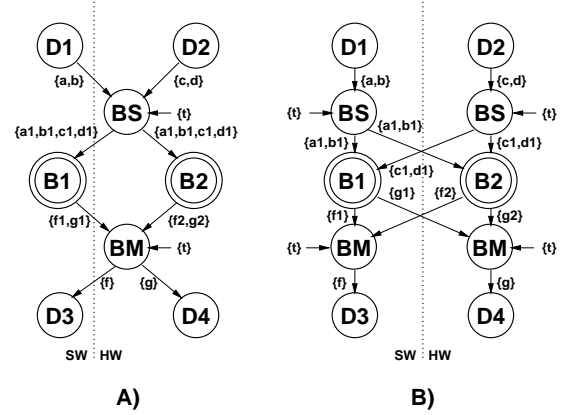 D1 D2 D1 D2
{a,b} {c,d} {a,b} {c,d}
BS {t} {t} BS BS {t}
{a1,b1,c1,d1} {a1,b1,c1,d1} {a1,b1} {a1,b1} {c1,d1}
B1 B2 B1 {c1,d1} B2
{g1} {f2}
{f1,g1} {f2,g2} {f1} {g2}
BM {t} {t} BM BM {t}
{f} {g} {f} {g}
D3 D4 D3 D4
SW HW SW HW
A) B)